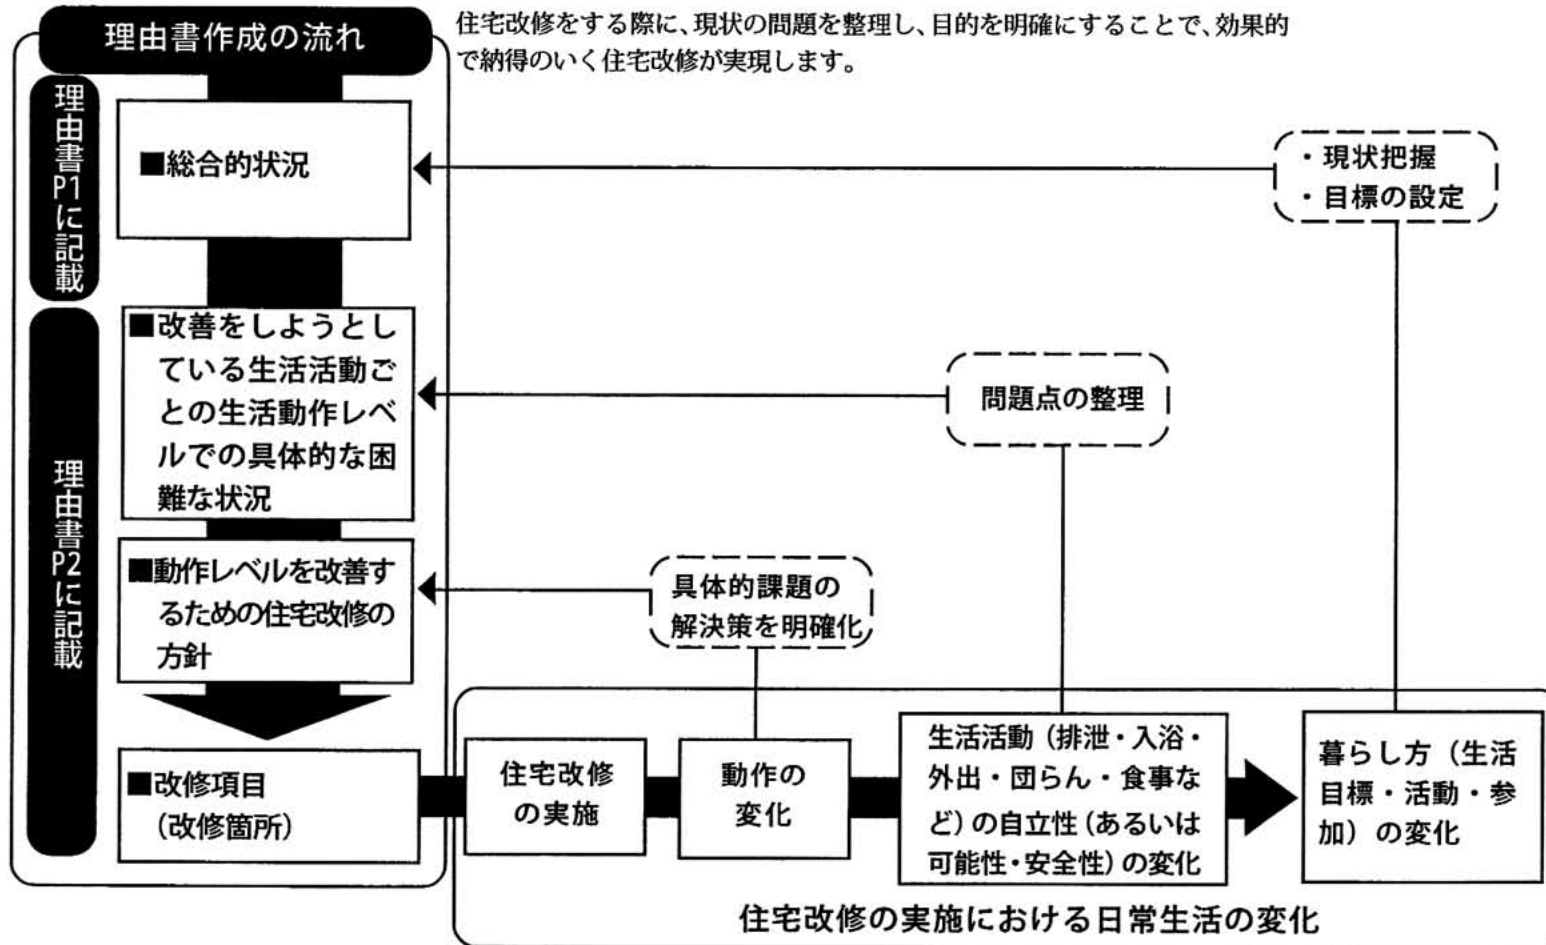 理由書作成の流れ
住宅改修をする際に、現状の問題を整理し、目的を明確にすることで、効果的
で納得のいく住宅改修が実現します。
理由書P1に記載
■総合的状況
・現状把握
・目標の設定
理由書P2に記載
■改善をしようとし
ている生活活動ご
との生活動作レベ
ルでの具体的な困
難な状況
問題点の整理
■動作レベルを改善す
るための住宅改修の
方針
具体的課題の
解決策を明確化
■改修項目
（改修箇所）
住宅改修
の実施
動作の
変化
生活活動（排泄・入浴・
外出・団らん・食事な
ど）の自立性（あるいは
可能性・安全性）の変化
暮らし方（生活
目標・活動・参
加）の変化
住宅改修の実施における日常生活の変化